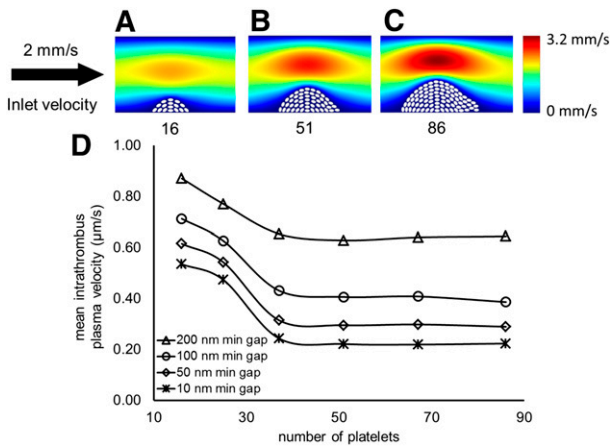 A B C
2 mm/s
Inlet velocity
3.2 mm/s
0 mm/s
16 51 86
D
mean intrathrombus
plasma velocity (μm/s)
1.00
0.80
0.60
0.40
0.20
0.00
200 nm min gap
100 nm min gap
50 nm min gap
10 nm min gap
10 30 50 70 90
number of platelets